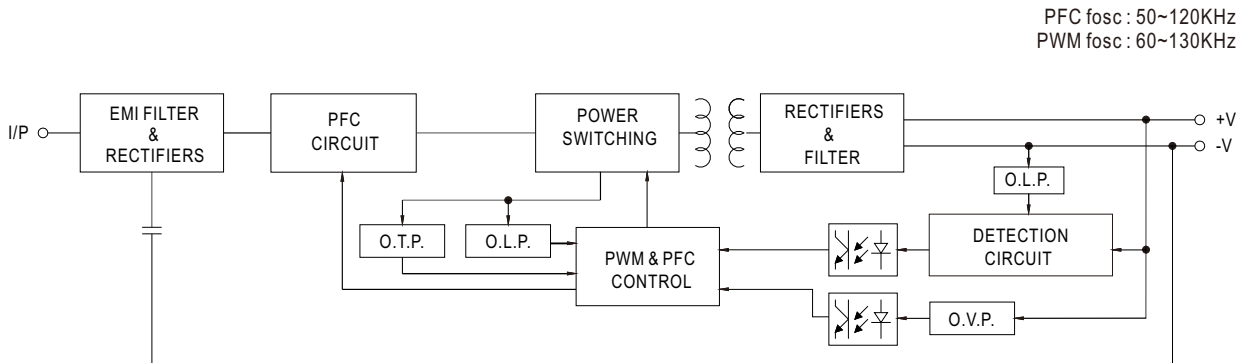 PFC fosc : 50~120KHz
PWM fosc : 60~130KHz
I/P
EMI FILTER
&
RECTIFIERS
PFC
CIRCUIT
POWER
SWITCHING
RECTIFIERS
&
FILTER
+V
-V
O.L.P.
O.T.P.
O.L.P.
PWM & PFC
CONTROL
DETECTION
CIRCUIT
O.V.P.